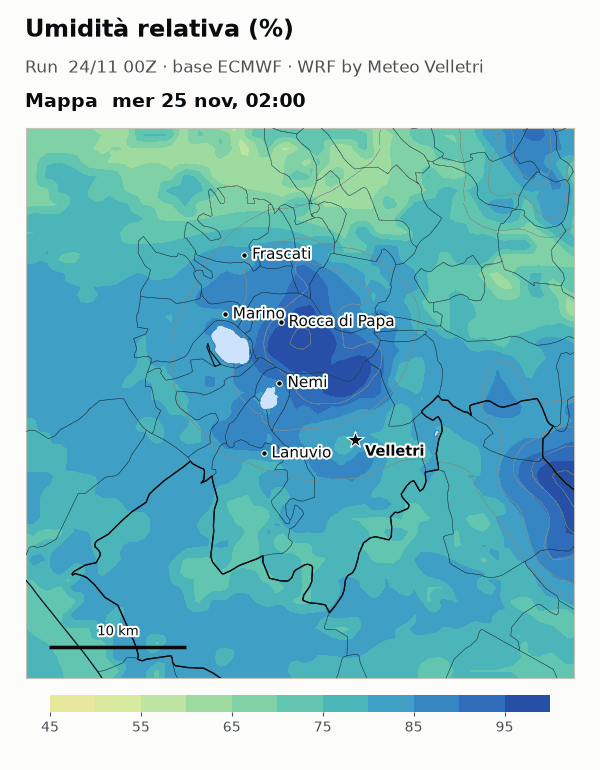 Umidità relativa (%)
Run  24/11 00Z · base ECMWF · WRF by Meteo Velletri
Mappa  mer 25 nov, 02:00
Frascati
Marino
Rocca di Papa
Nemi
Velletri
Lanuvio
10 km
45 55 65 75 85 95